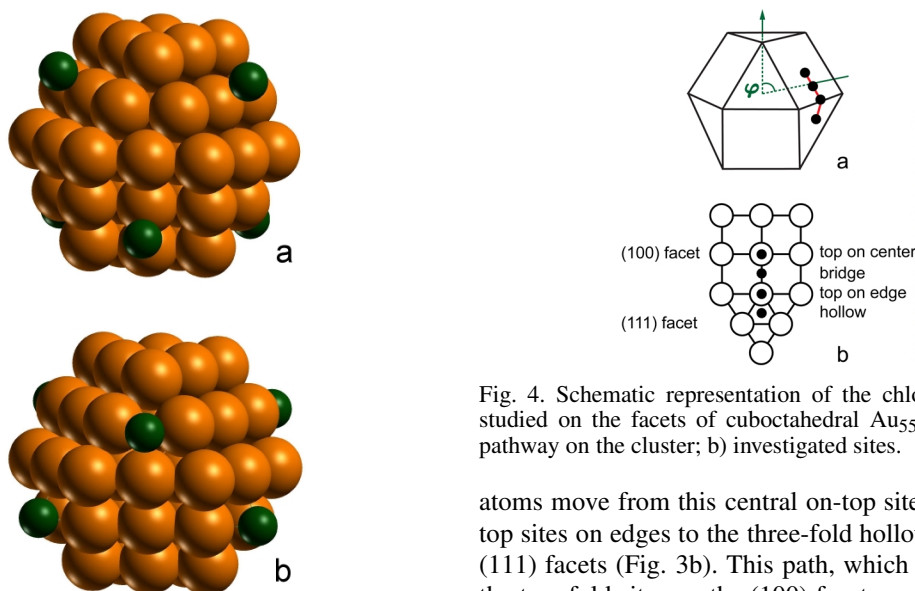 a
b
φ
a
(100) facet
top on center
bridge
top on edge
hollow
(111) facet
b
Fig. 4. Schematic representation of the
studied on the facets of cuboctahedral Au55
pathway on the cluster; b) investigated sites.
atoms move from this central on-top site
top sites on edges to the three-fold hollow
(111) facets (Fig. 3b). This path, which